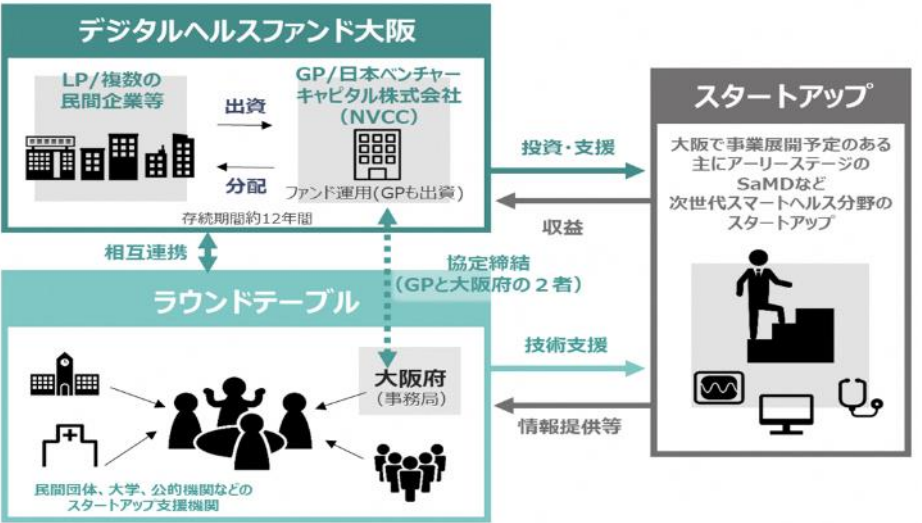 デジタルヘルスファンド大阪
LP/複数の
民間企業等
出資
分配
GP/日本ベンチャー
キャピタル株式会社
(NVCC)
ファンド運用(GPも出資)
存続期間約12年間
投資・支援
収益
スタートアップ
大阪で事業展開予定のある
主にアーリーステージの
SaMDなど
次世代スマートヘルス分野の
スタートアップ
相互連携
協定締結
(GPと大阪府の2者)
ラウンドテーブル
大阪府
(事務局)
民間団体、大学、公的機関などの
スタートアップ支援機関
技術支援
情報提供等